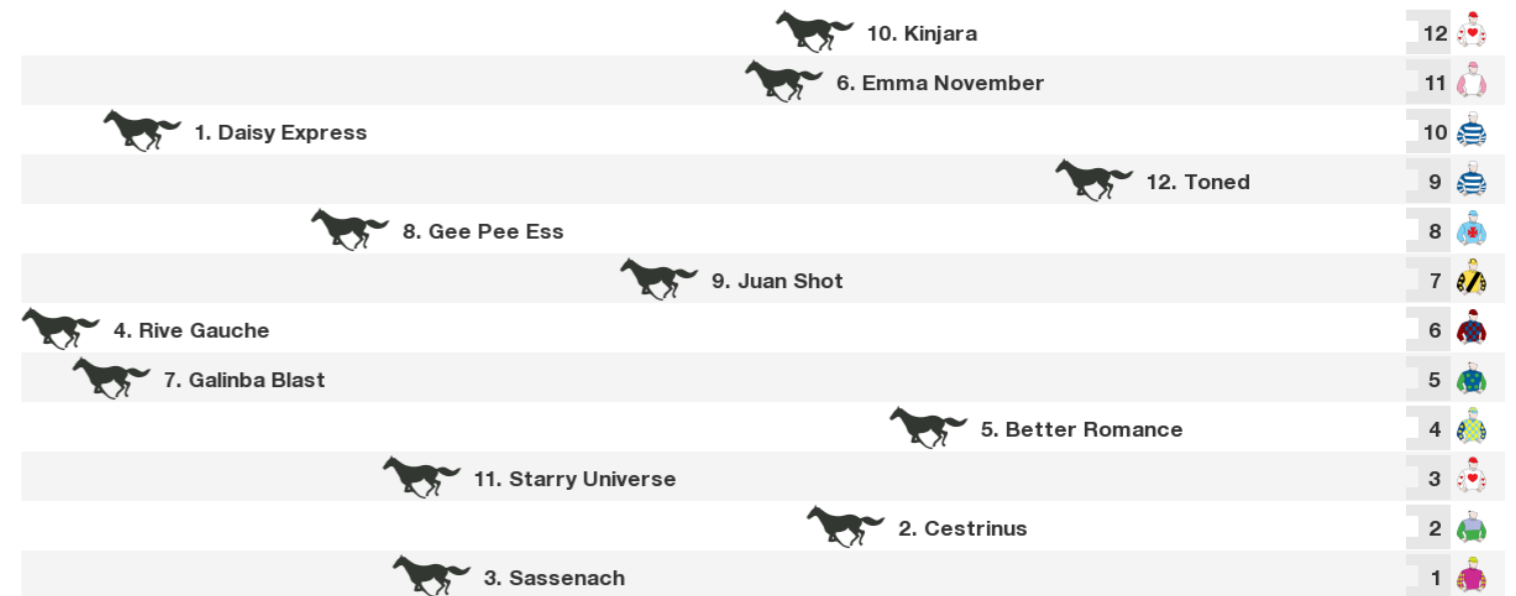 10. Kinjara 12
6. Emma November 11
1. Daisy Express 10
12. Toned 9
8. Gee Pee Ess 8
9. Juan Shot 7
4. Rive Gauche 6
7. Galinba Blast 5
5. Better Romance 4
11. Starry Universe 3
2. Cestrinus 2
3. Sassenach 1